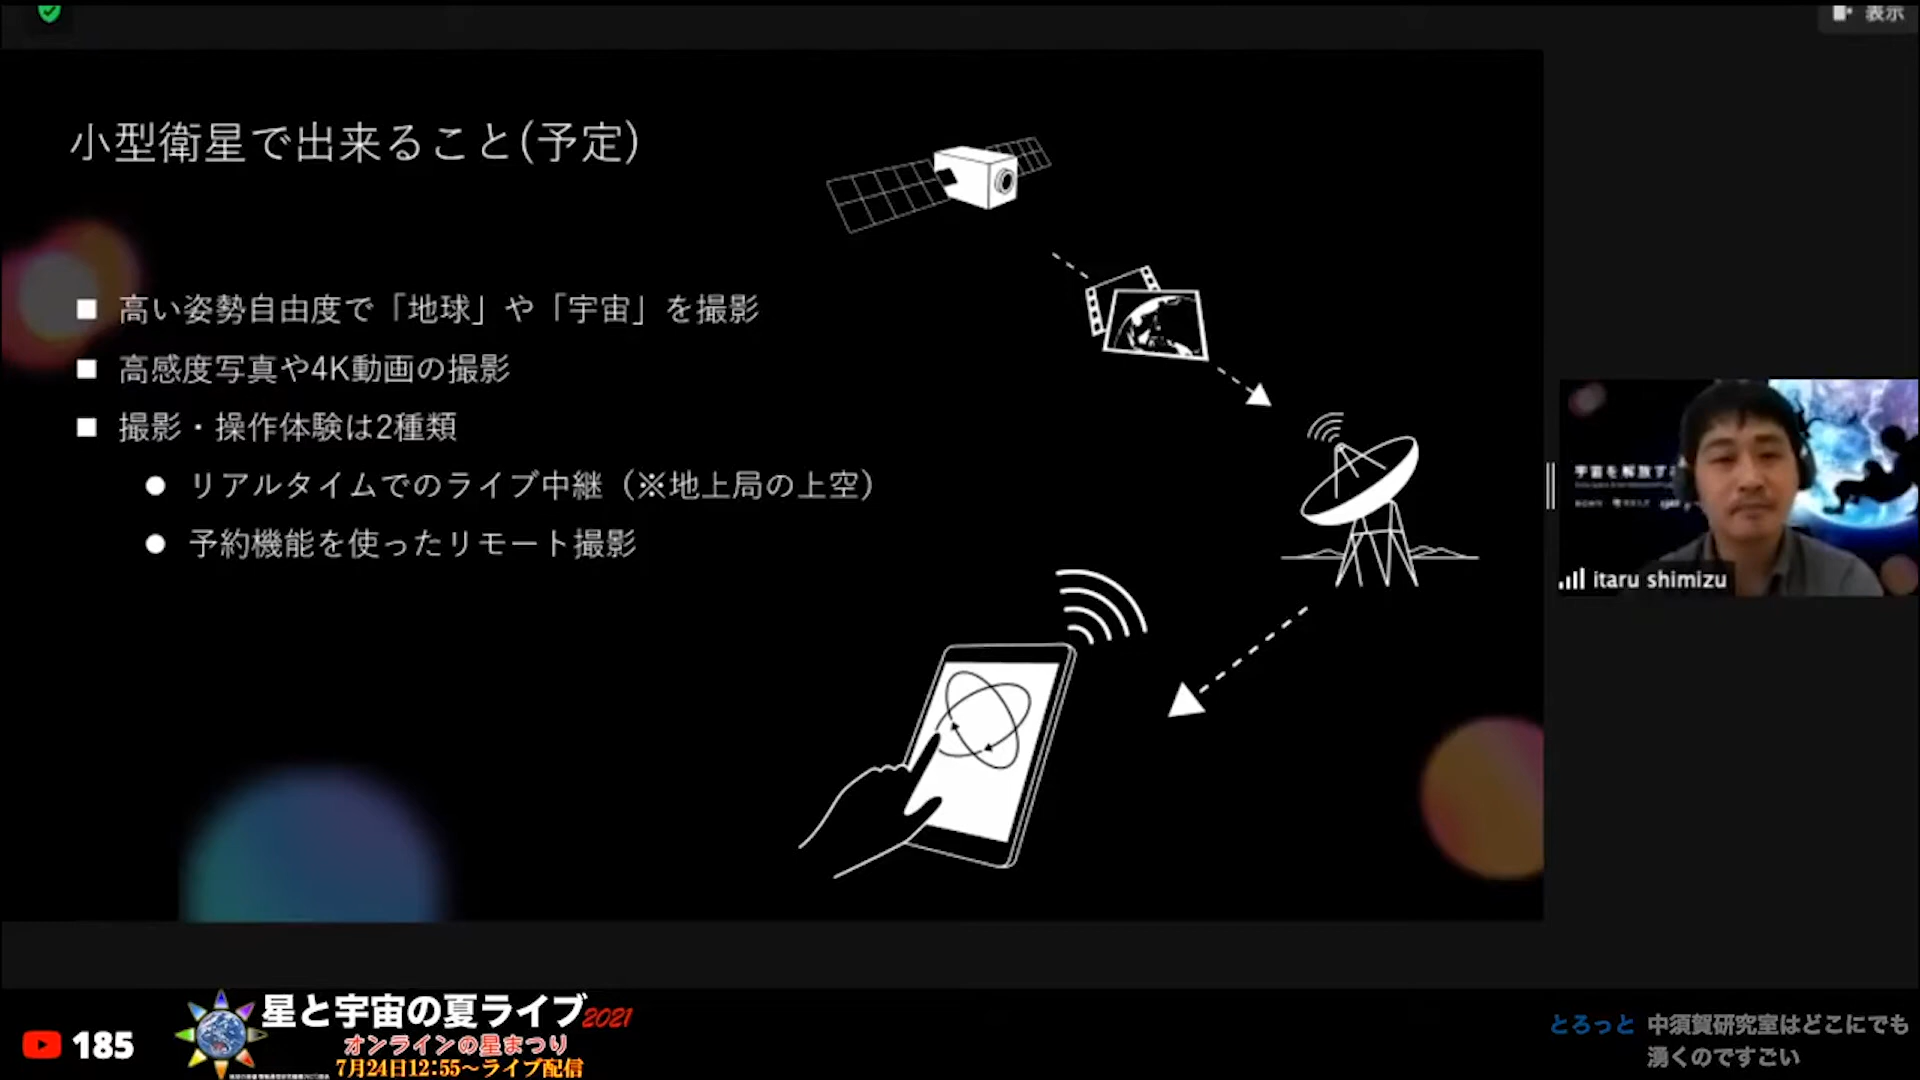 表示
小型衛星で出来ること(予定)
■ 高い姿勢自由度で「地球」や「宇宙」を撮影
■ 高感度写真や4K動画の撮影
■ 撮影・操作体験は2種類
● リアルタイムでのライブ中継（※地上局の上空）
● 予約機能を使ったリモート撮影
宇宙を解放す
itaru shimizu
185
星と宇宙の夏ライブ2021
オンラインの星まつり
7月24日12:55～ライブ配信
とろっと 中須賀研究室はどこにでも
湧くのですごい